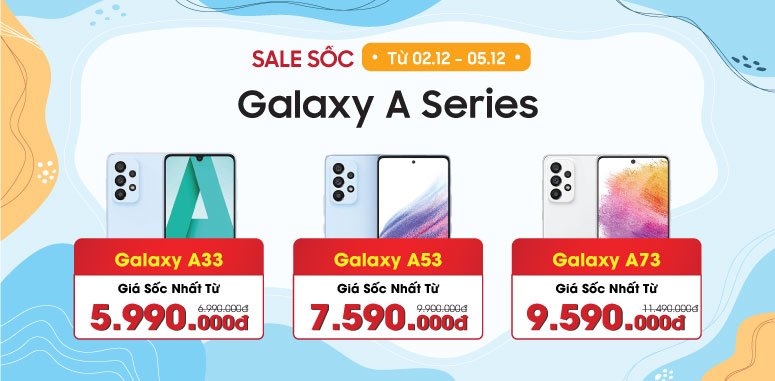 SALE SỐC • Từ 02.12 - 05.12 •
Galaxy A Series
Galaxy A33
Giá Sốc Nhất Từ
6.990.000đ
5.990.000đ
Galaxy A53
Giá Sốc Nhất Từ
9.900.000đ
7.590.000đ
Galaxy A73
Giá Sốc Nhất Từ
11.490.000đ
9.590.000đ